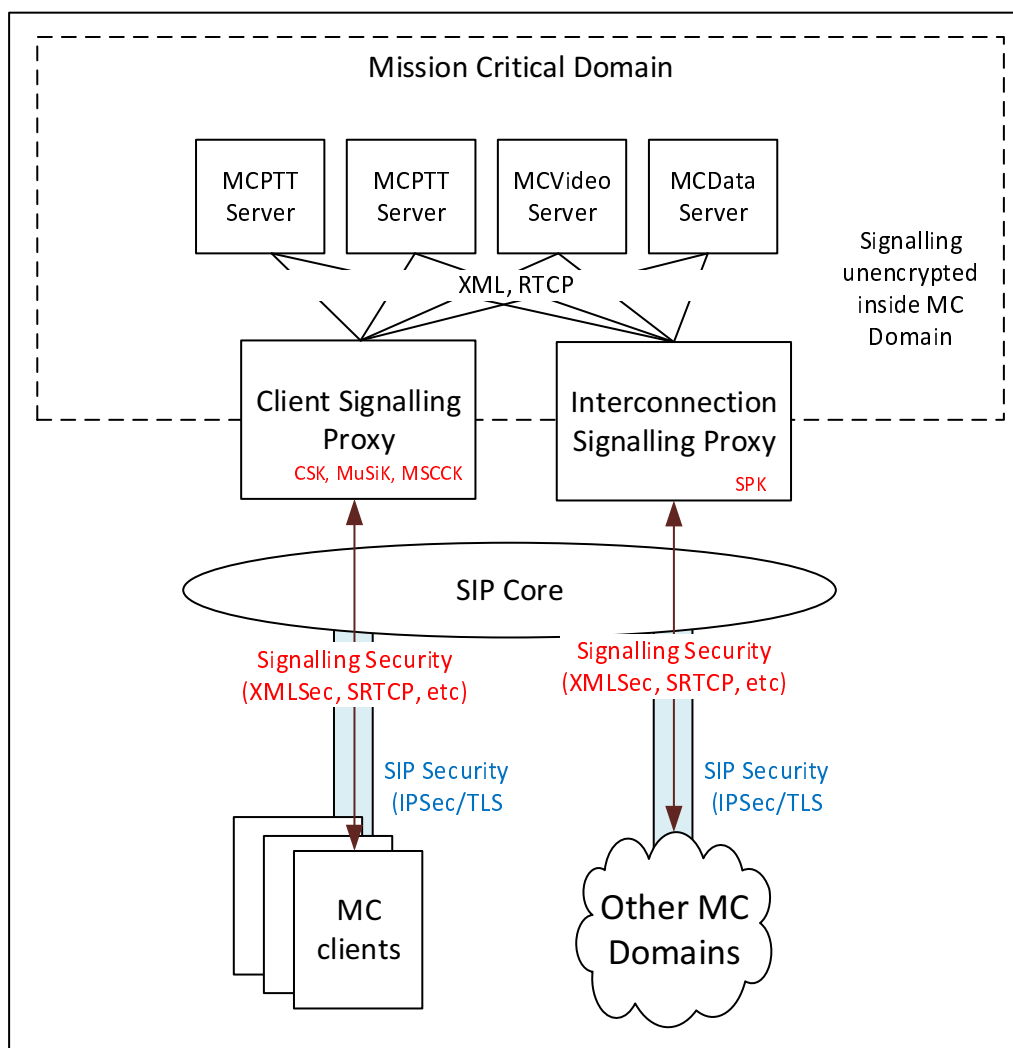 Mission Critical Domain
MCPTT
Server
MCPTT
Server
MCVideo
Server
MCData
Server
Signalling
unencrypted
inside MC
Domain
XML, RTCP
Client Signalling
Proxy
CSK, MuSiK, MSCCK
Interconnection
Signalling Proxy
SPK
SIP Core
Signalling Security
(XMLSec, SRTCP, etc)
Signalling Security
(XMLSec, SRTCP, etc)
SIP Security
(IPSec/TLS
SIP Security
(IPSec/TLS
MC
clients
Other MC
Domains